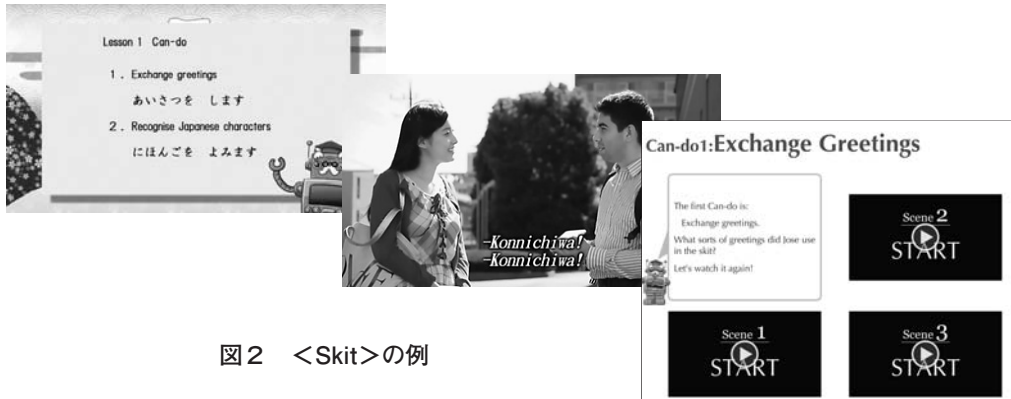 Lesson 1 Can-do
1. Exchange greetings
あいさつを します
2. Recognise Japanese characters
にほんごを よみます
-Konnichiwa!
-Konnichiwa!
Can-do1:Exchange Greetings
The first Can-do is:
Exchange greetings.
What sorts of greetings did Jose use
in the skit?
Let's watch it again!
Scene 2
START
Scene 1
START
Scene 3
START
図2 <Skit>の例